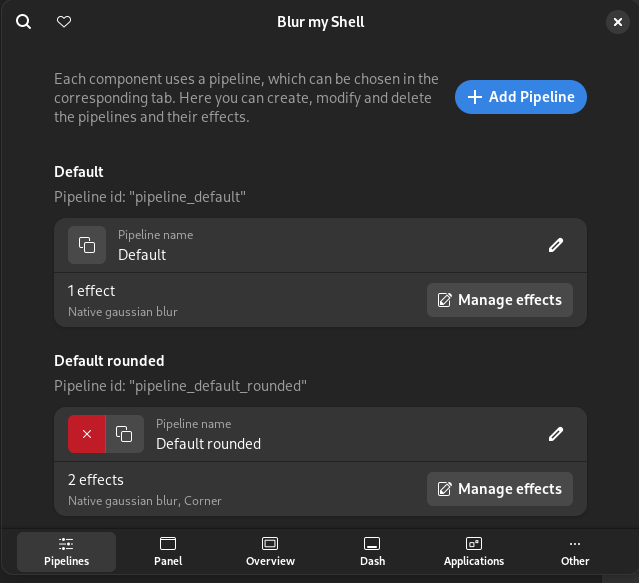 Blur my Shell
Each component uses a pipeline, which can be chosen in the
corresponding tab. Here you can create, modify and delete
the pipelines and their effects.
Add Pipeline
Default
Pipeline id: "pipeline_default"
Pipeline name
Default
1 effect
Native gaussian blur
Manage effects
Default rounded
Pipeline id: "pipeline_default_rounded"
Pipeline name
Default rounded
2 effects
Native gaussian blur, Corner
Manage effects
Pipelines
Panel
Overview
Dash
Applications
Other